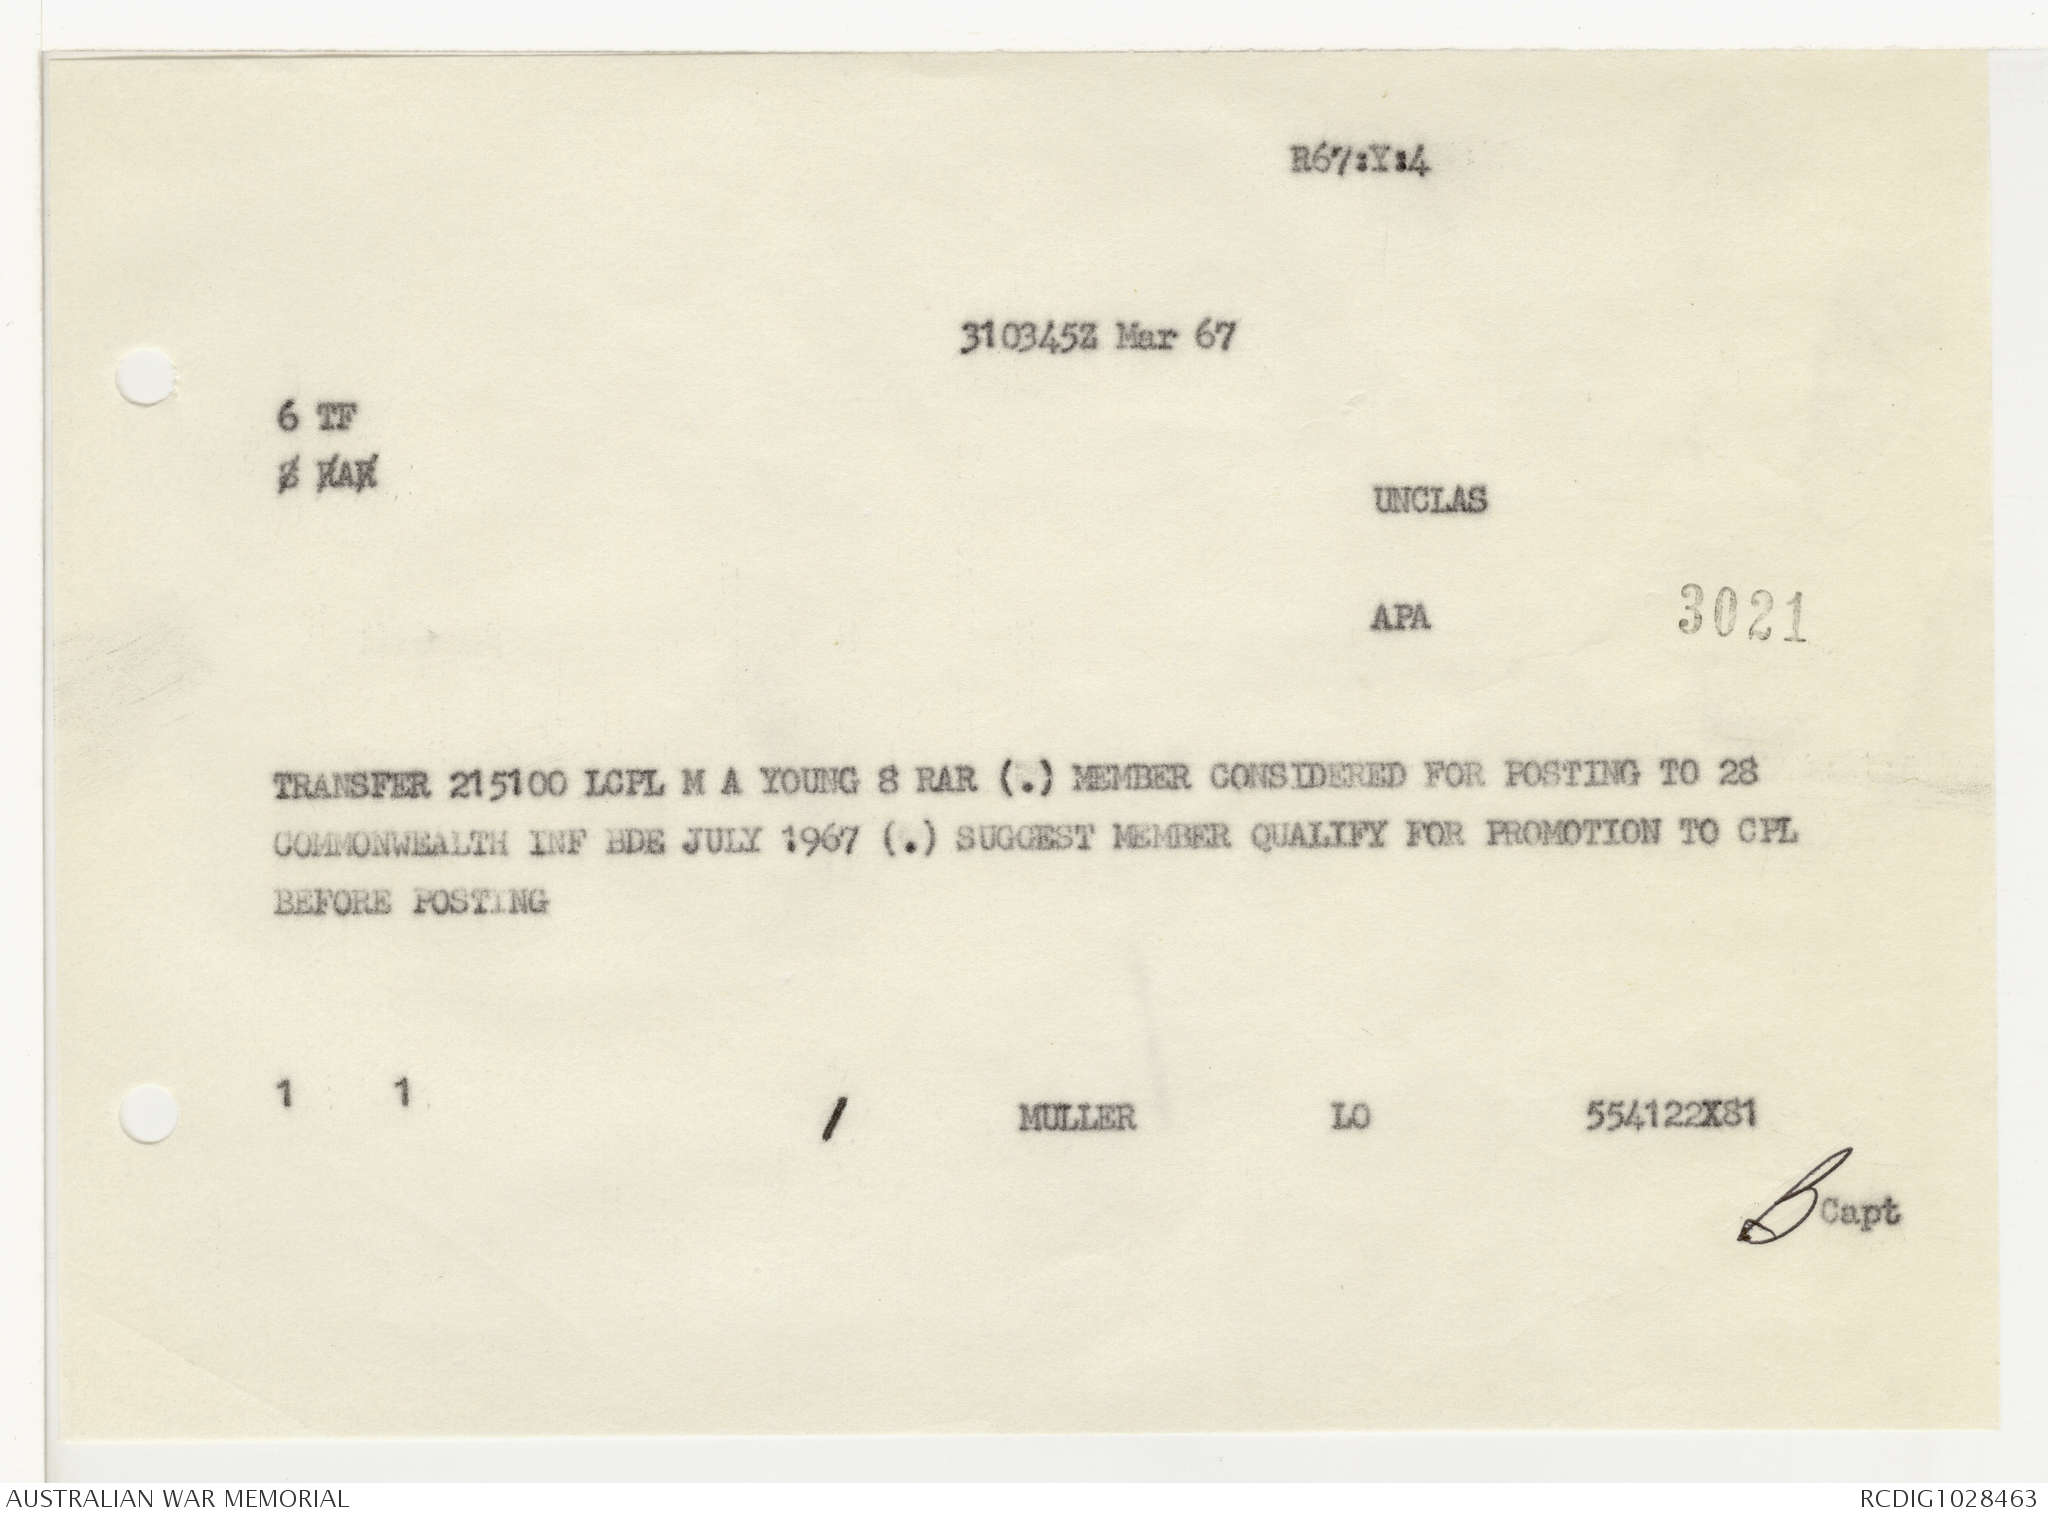 R67:Y:4
310345Z Mar 67
6 TF
8 RAR
UNCLAS
APA 3021
TRANSFER 215100 LCPL M A YOUNG 8 RAR (.) MEMBER CONSIDERED FOR POSTING TO 28
COMMONWEALTH INF BDE JULY 1967 (.) SUGGEST MEMBER QUALIFY FOR PROMOTION TO CPL
BEFORE POSTING
1 1 / MULLER LO 554122X81
Capt
AUSTRALIAN WAR MEMORIAL RCDIG1028463